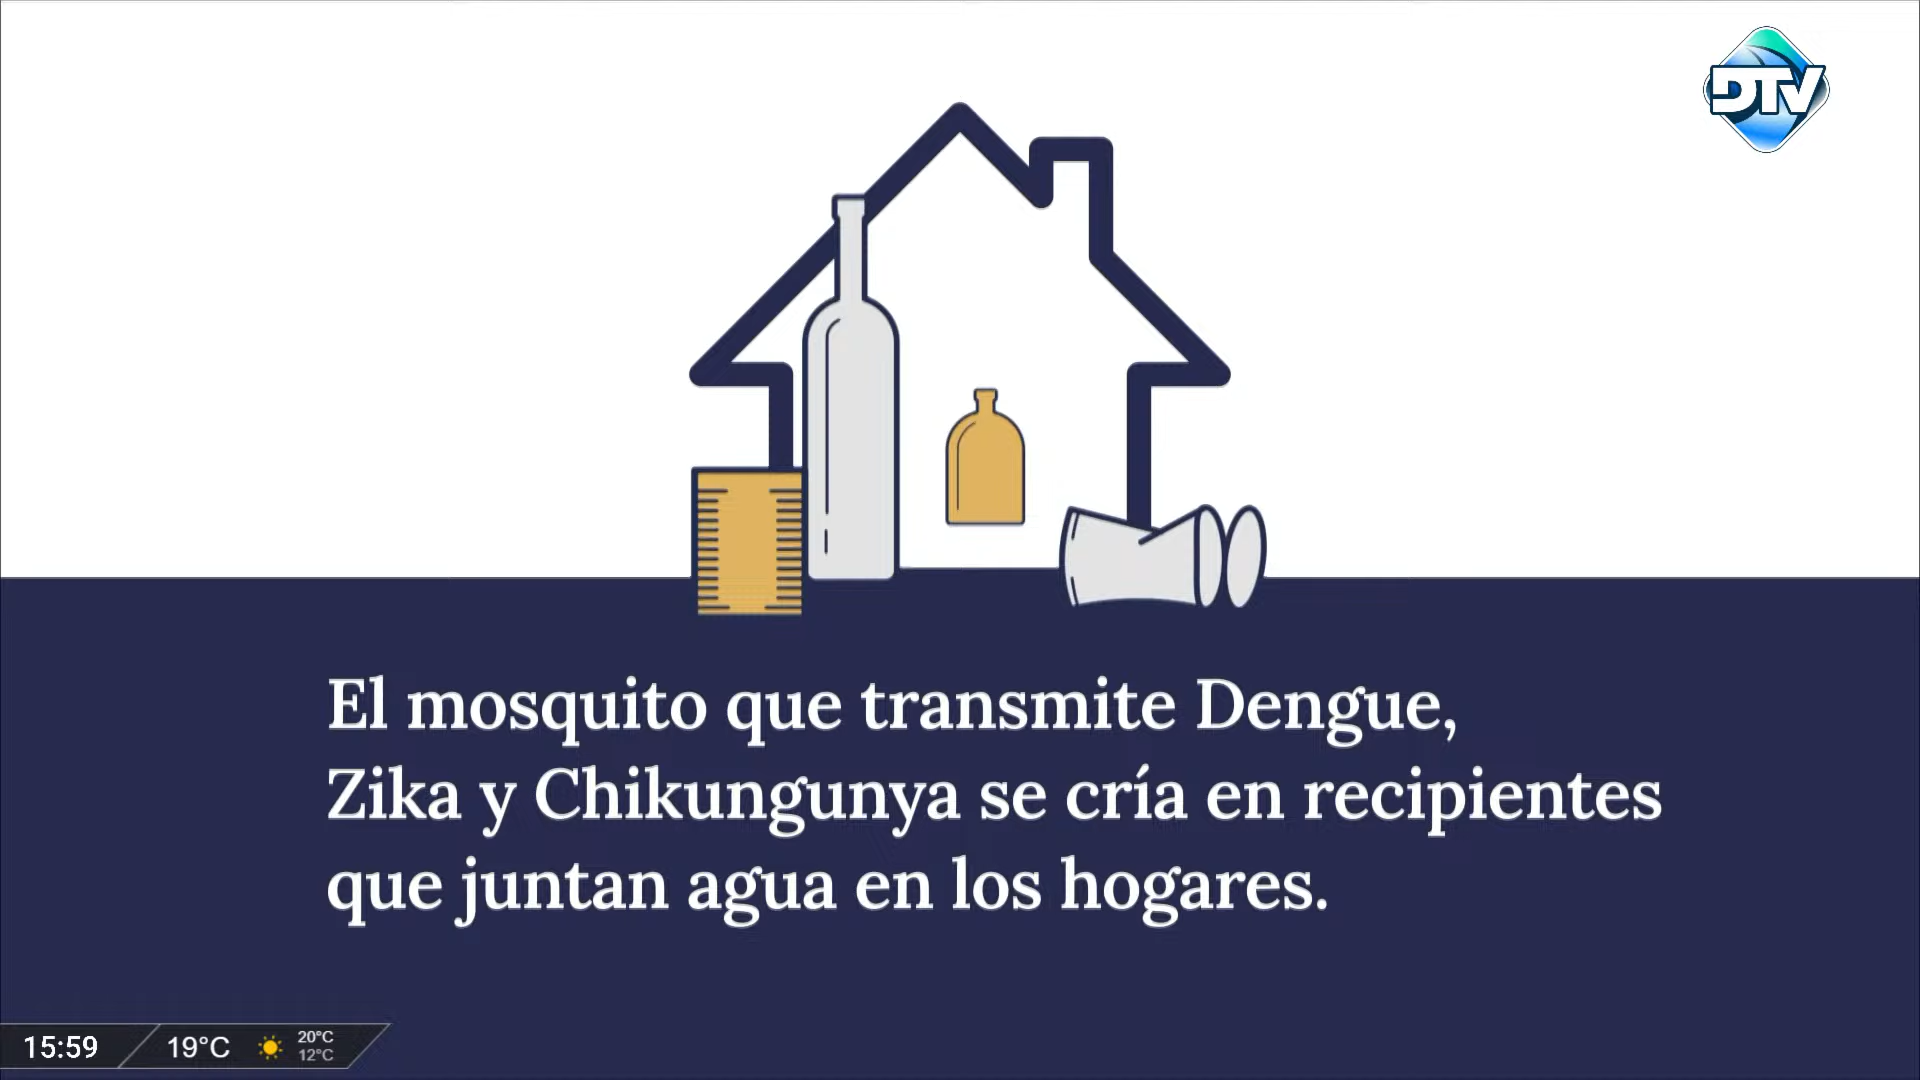 DTV
El mosquito que transmite Dengue,
Zika y Chikungunya se cría en recipientes
que juntan agua en los hogares.
15:59
19°C
20°C
12°C